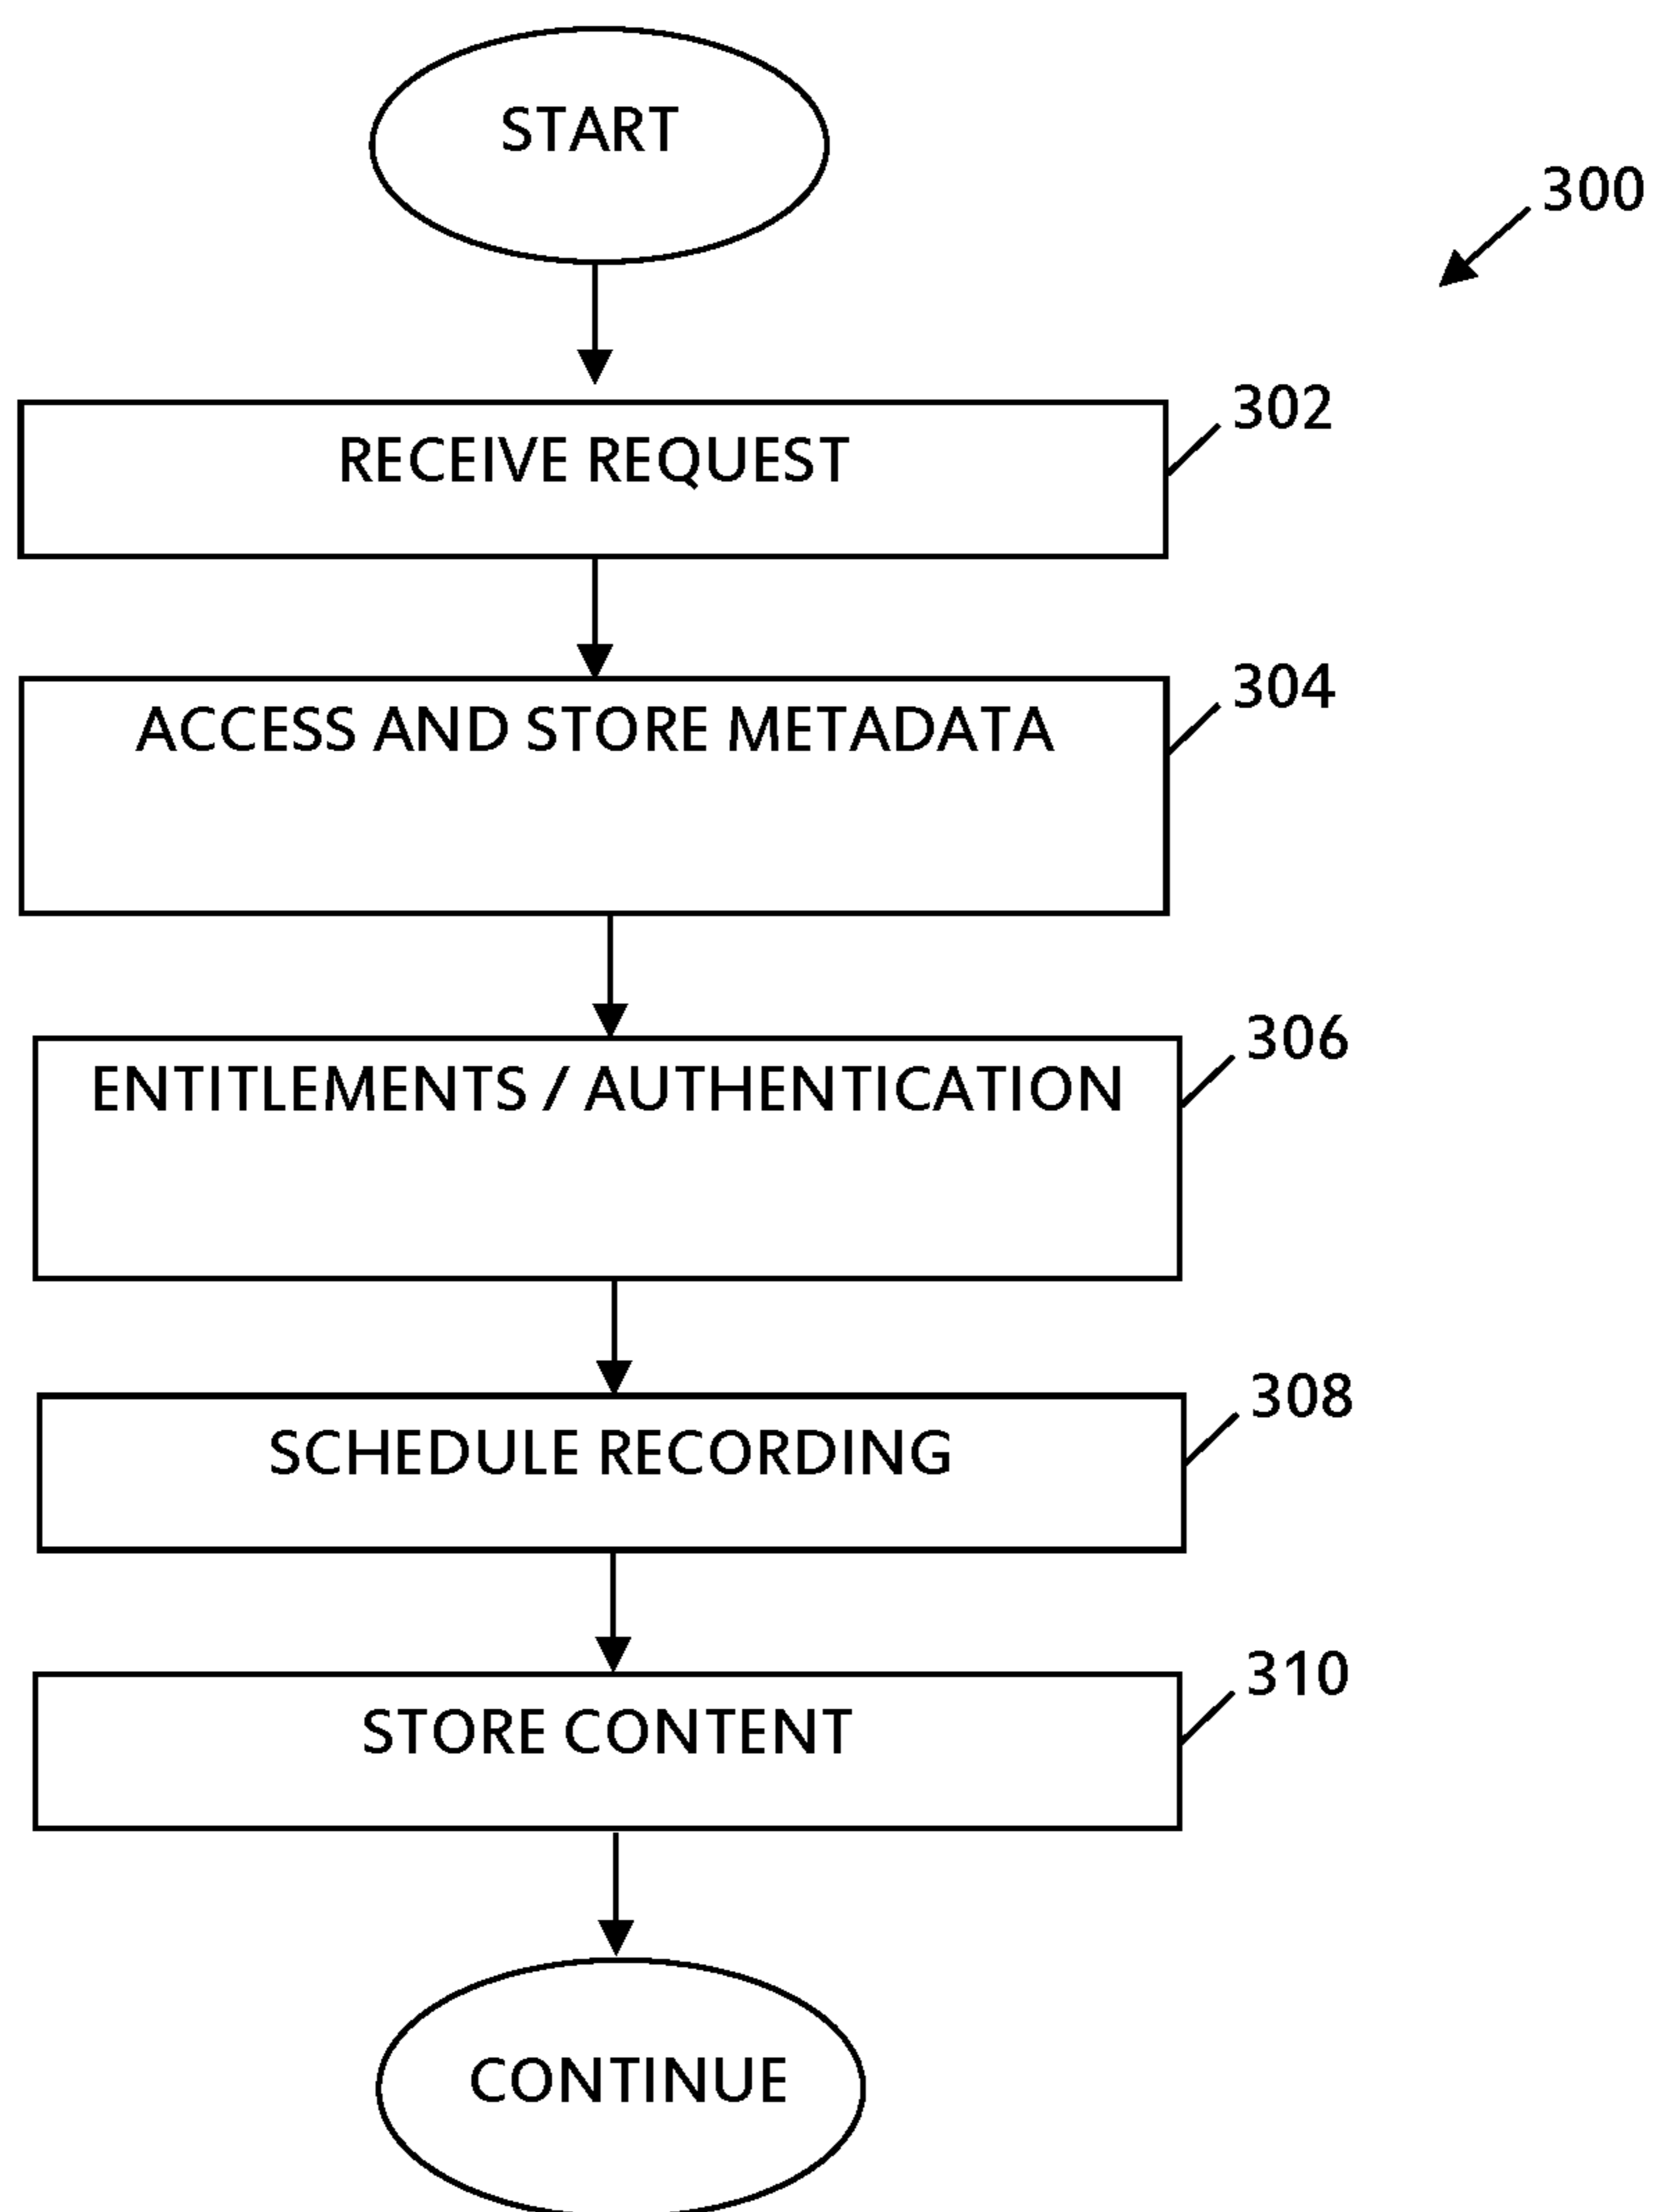 START
300
302
RECEIVE REQUEST
304
ACCESS AND STORE METADATA
306
ENTITLEMENTS / AUTHENTICATION
308
SCHEDULE RECORDING
310
STORE CONTENT
CONTINUE